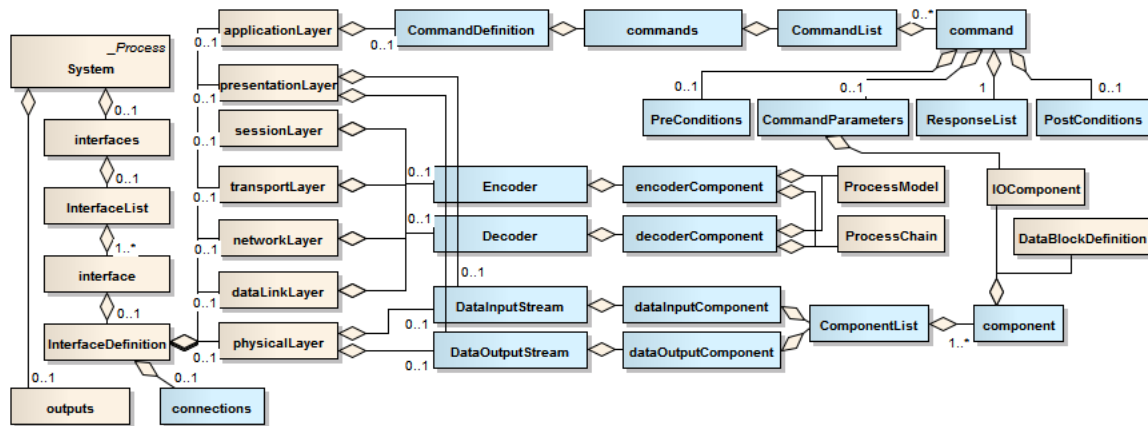 _Process
System
0..1
interfaces
0..1
InterfaceList
1..*
interface
0..1
InterfaceDefinition
0..1
outputs
0..1
connections
0..1
applicationLayer
0..1
presentationLayer
0..1
sessionLayer
0..1
transportLayer
0..1
networkLayer
0..1
dataLinkLayer
0..1
physicalLayer
0..1
CommandDefinition
commands
CommandList
0..*
command
0..1
PreConditions
0..1
CommandParameters
1
ResponseList
0..1
PostConditions
0..1
Encoder
encoderComponent
ProcessModel
0..1
Decoder
decoderComponent
ProcessChain
IOComponent
DataBlockDefinition
0..1
DataInputStream
0..1
dataInputComponent
DataOutputStream
0..1
dataOutputComponent
ComponentList
1..*
component